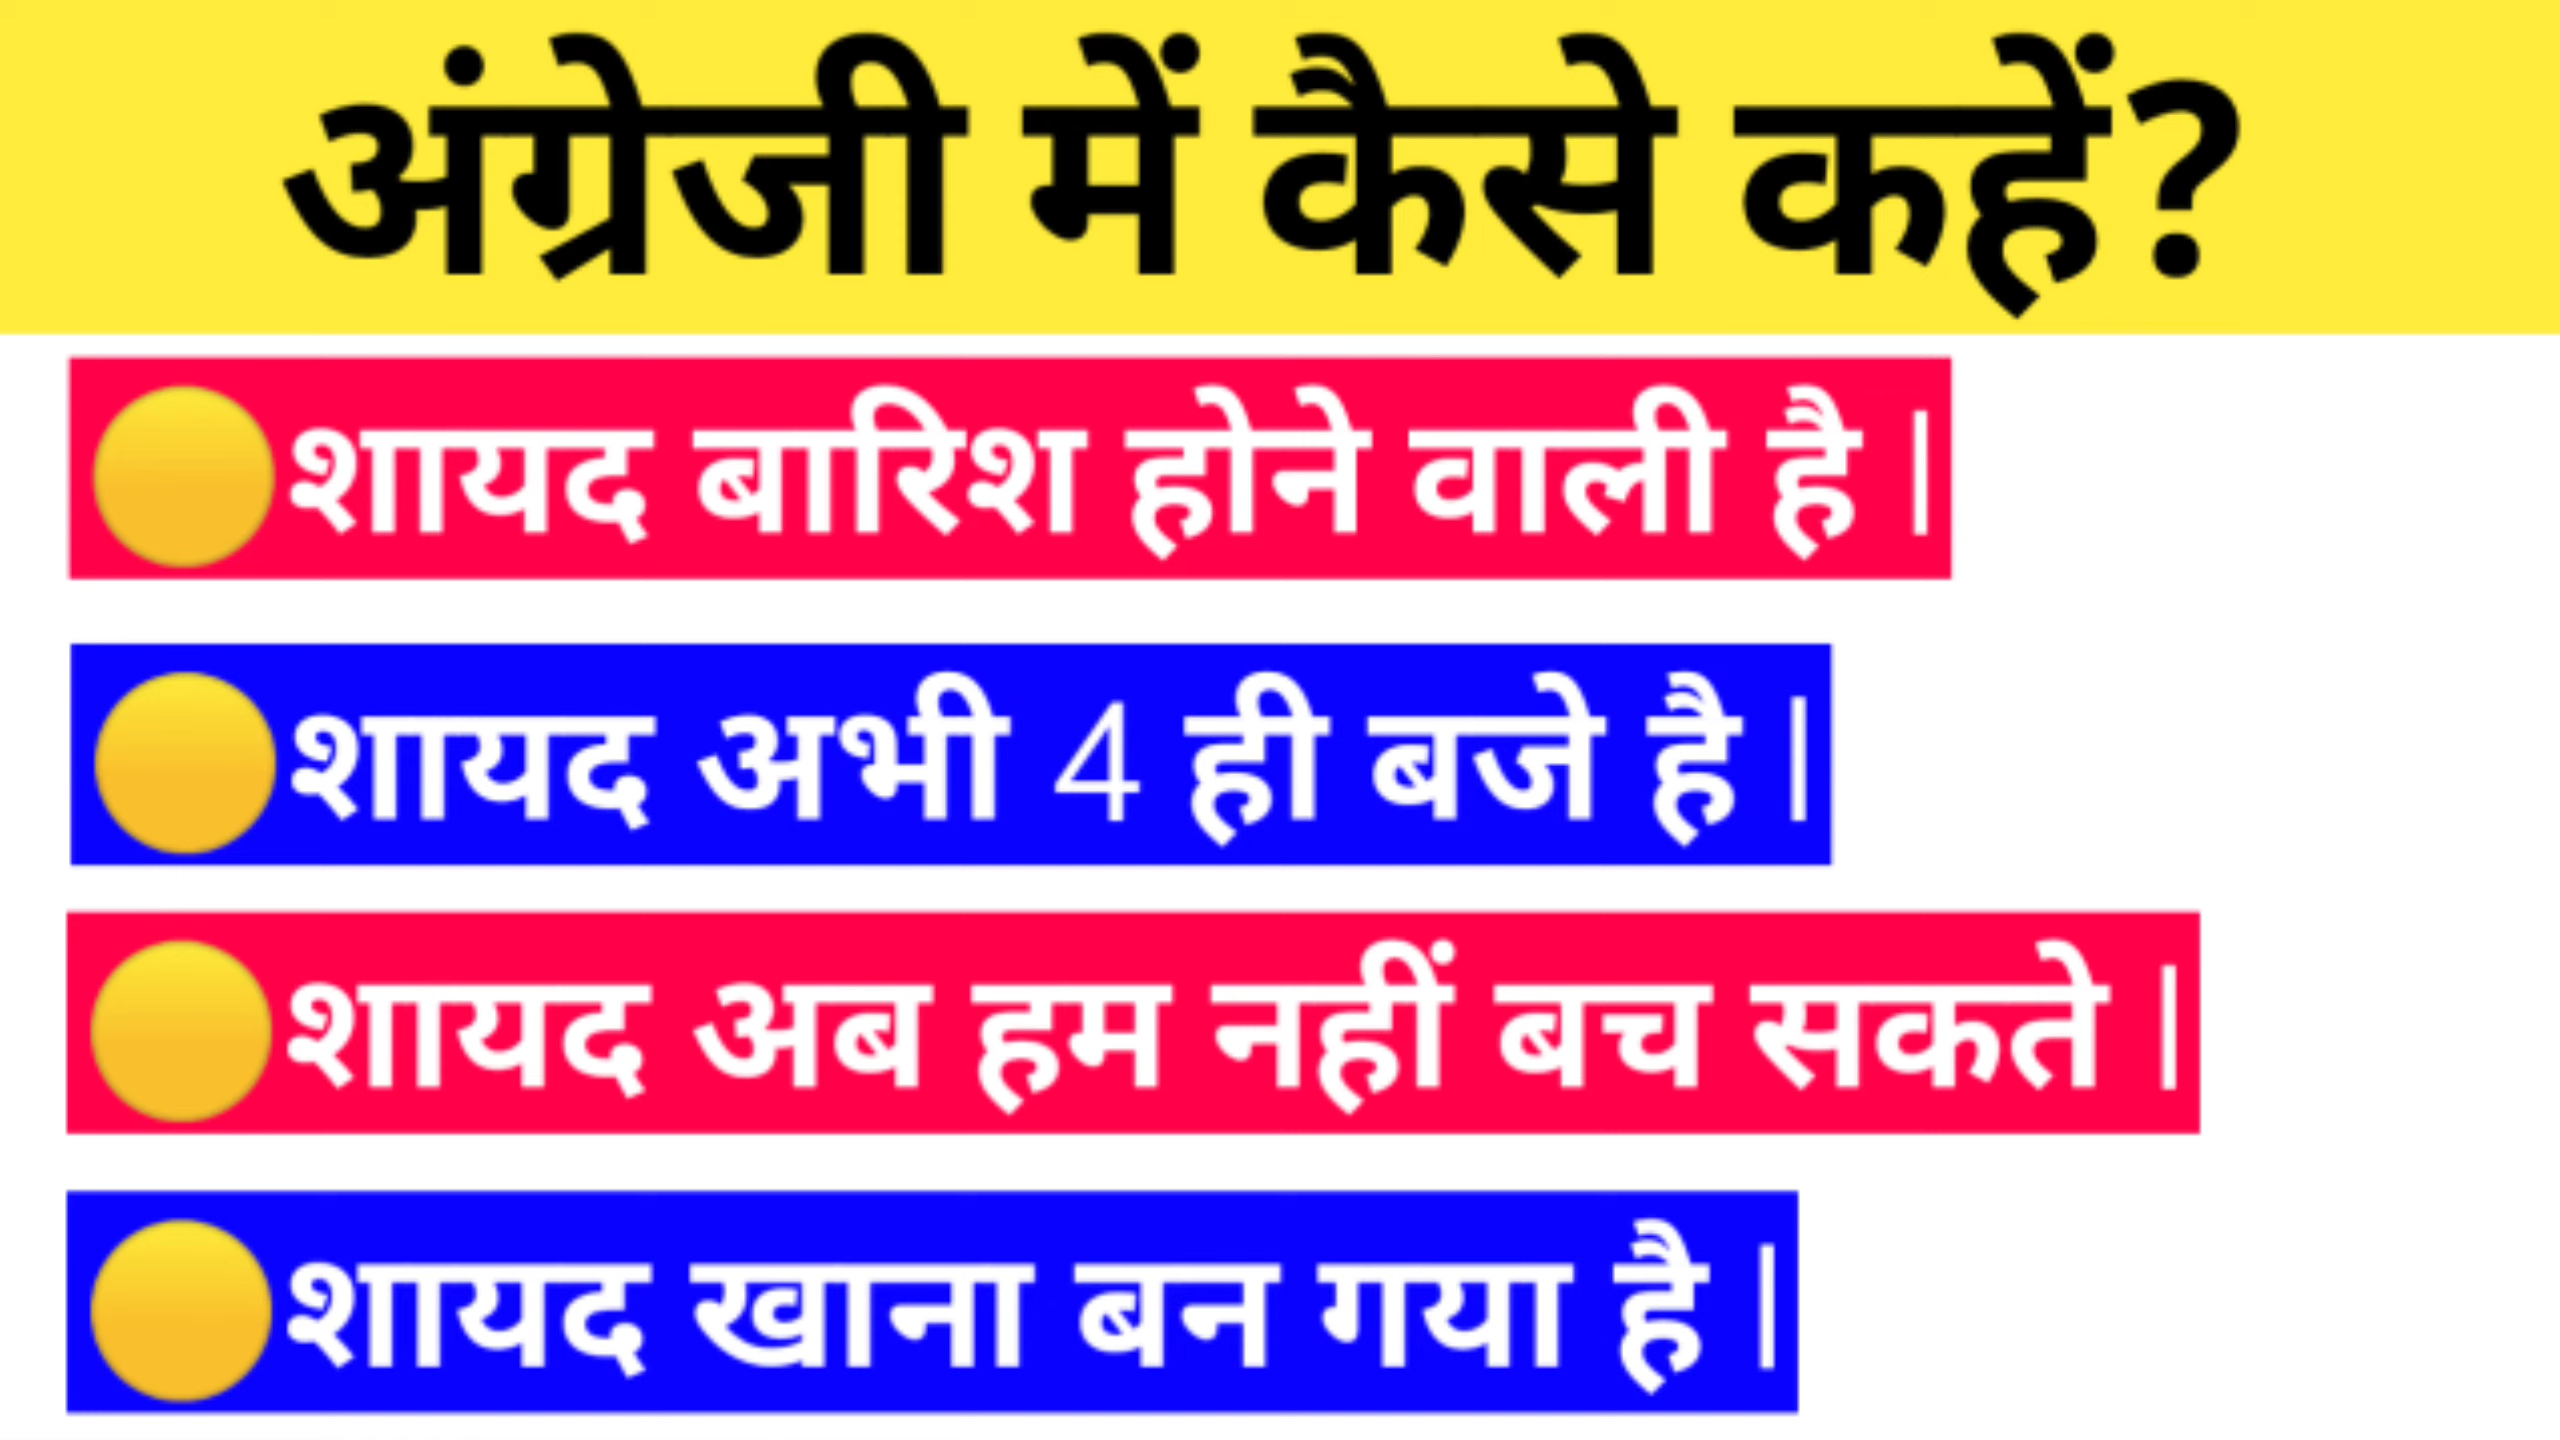 अंग्रेजी में कैसे कहें?
🟡शायद बारिश होने वाली है |
🟡शायद अभी 4 ही बजे है |
🟡शायद अब हम नहीं बच सकते |
🟡शायद खाना बन गया है |